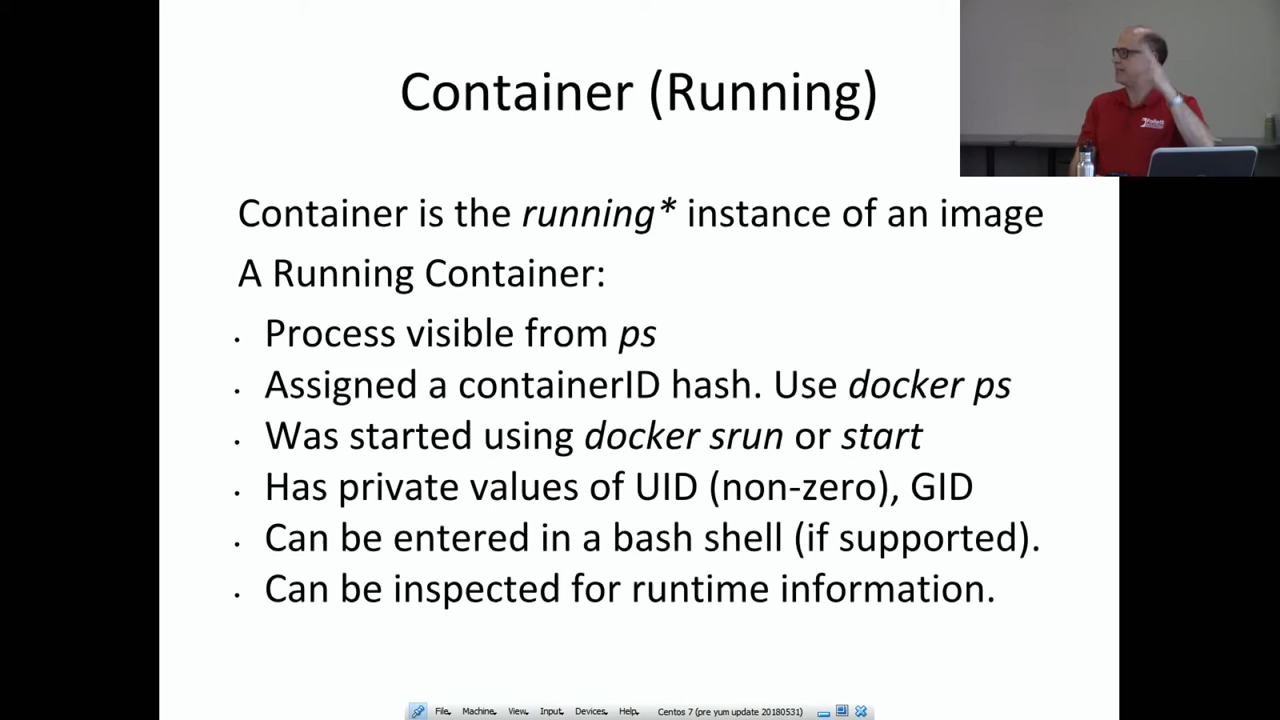 Container (Running)
Follett
Container is the running* instance of an image
A Running Container:
• Process visible from ps
• Assigned a containerID hash. Use docker ps
• Was started using docker srun or start
• Has private values of UID (non-zero), GID
• Can be entered in a bash shell (if supported).
• Can be inspected for runtime information.
File Machine View Input Devices Help Centos 7 (pre yum update 20180531)